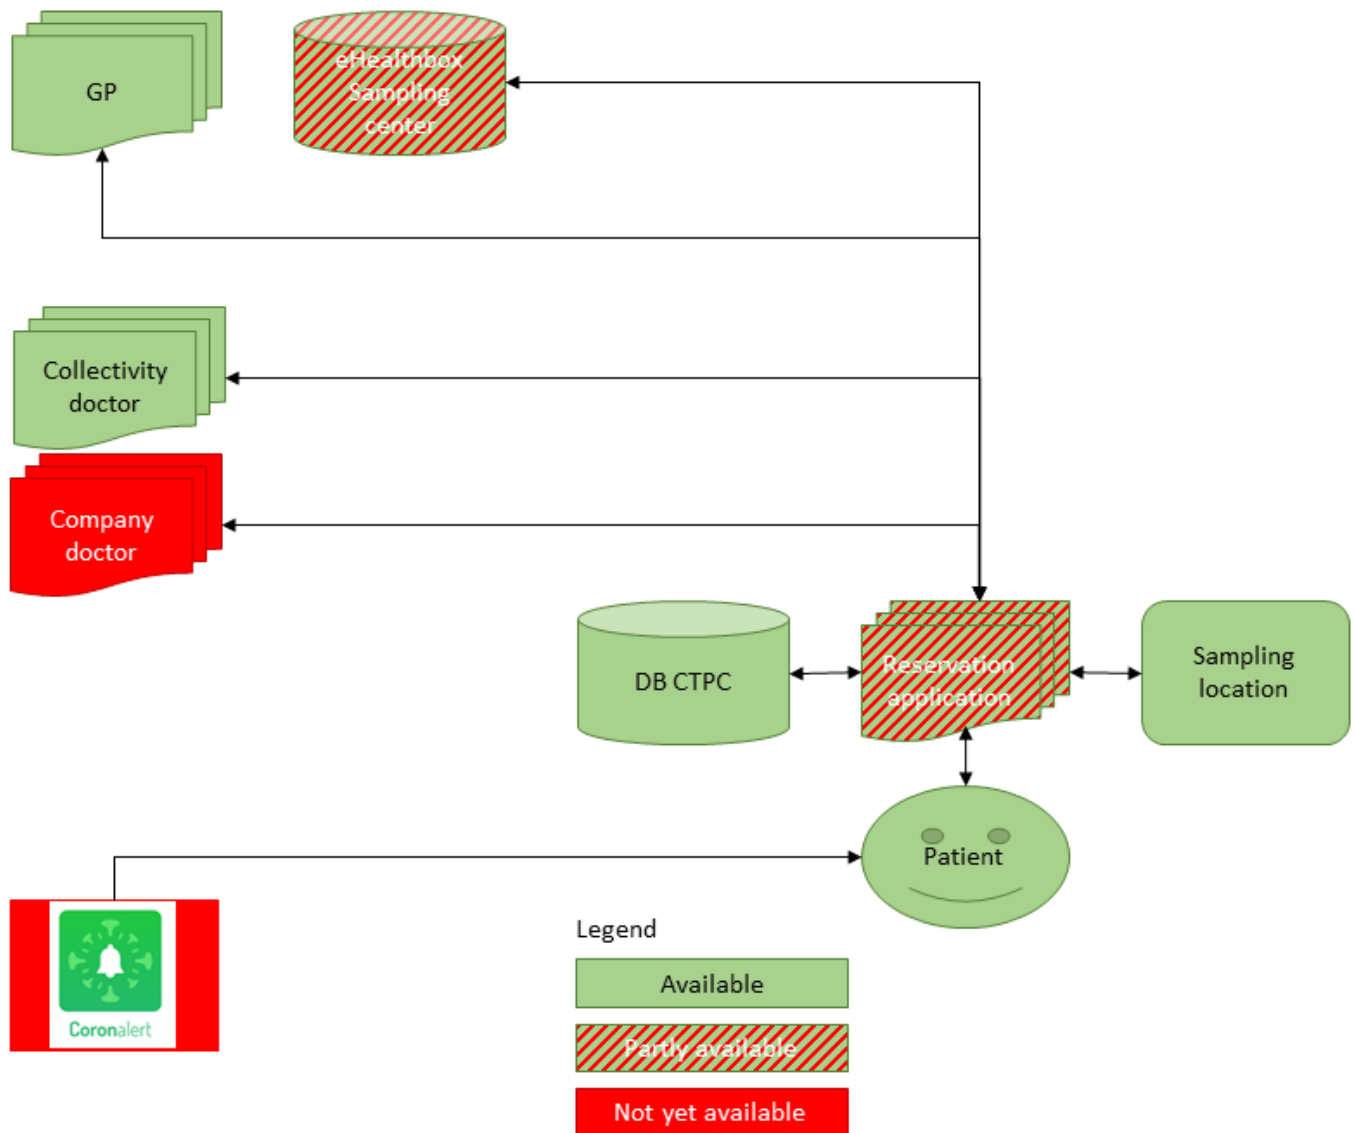 GP
eHealthbox
Sampling
center
Collectivity
doctor
Company
doctor
DB CTPC
Reservation
application
Sampling
location
Patient
Coronalert
Legend
Available
Partly available
Not yet available